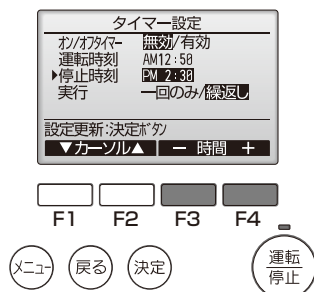 タイマー設定
オン/オフタイマー 無効/有効
運転時刻 AM12:50
▶停止時刻 PM 2:30
実行 一回のみ/繰返し
設定更新:決定ボタン
▼カーソル▲ − 時間 +
F1 F2 F3 F4
メニュー 戻る 決定 運転
停止